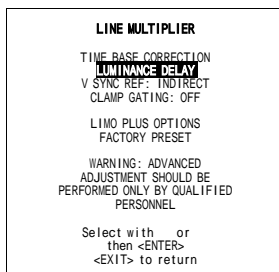 LINE MULTIPLIER
TIME BASE CORRECTION
LUMINANCE DELAY
V SYNC REF: INDIRECT
CLAMP GATING: OFF
LIMO PLUS OPTIONS
FACTORY PRESET
WARNING: ADVANCED
ADJUSTMENT SHOULD BE
PERFORMED ONLY BY QUALIFIED
PERSONNEL
Select with or
then <ENTER>
<EXIT> to return